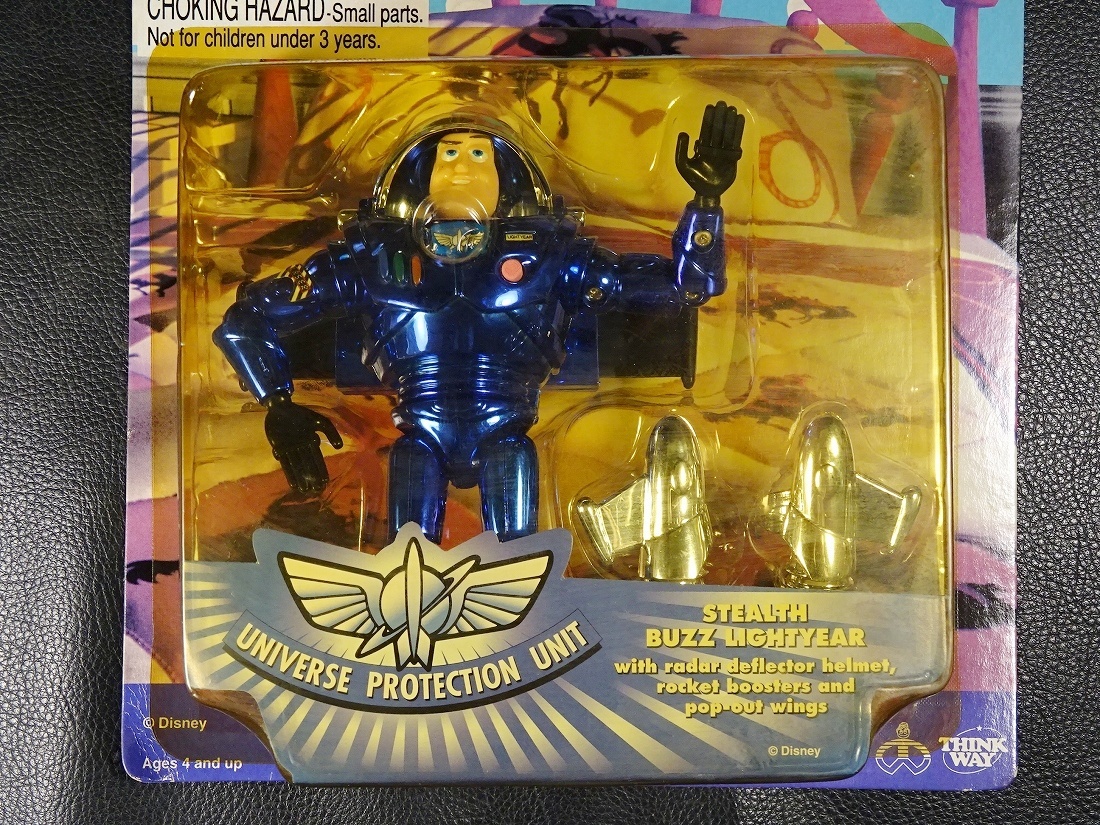 CHOKING HAZARD-Small parts.
Not for children under 3 years.
LIGHTYEAR
UNIVERSE PROTECTION UNIT
STEALTH
BUZZ LIGHTYEAR
with radar deflector helmet,
rocket boosters and
pop-out wings
© Disney
© Disney
Ages 4 and up
THINK
WAY